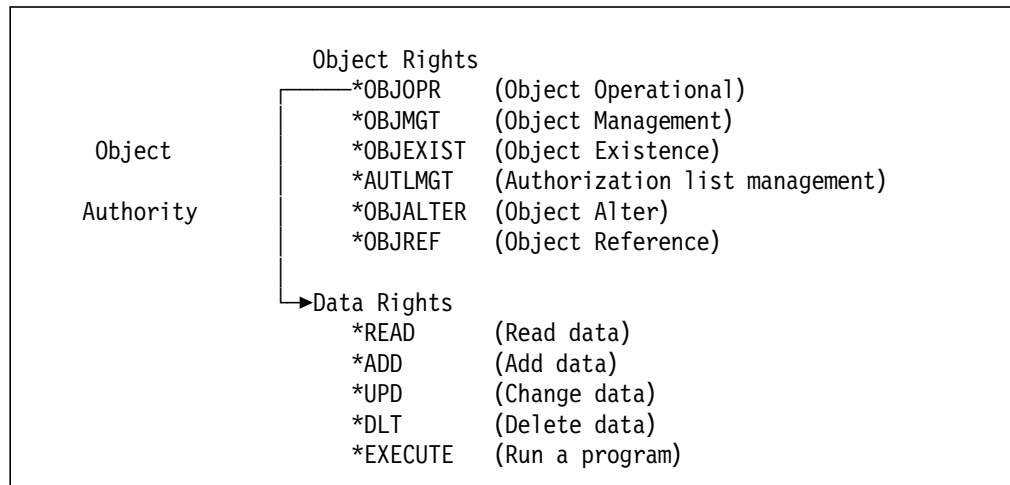 Object Rights
*OBJOPR (Object Operational)
*OBJMGT (Object Management)
Object *OBJEXIST (Object Existence)
*AUTLMGT (Authorization list management)
Authority *OBJALTER (Object Alter)
*OBJREF (Object Reference)
Data Rights
*READ (Read data)
*ADD (Add data)
*UPD (Change data)
*DLT (Delete data)
*EXECUTE (Run a program)